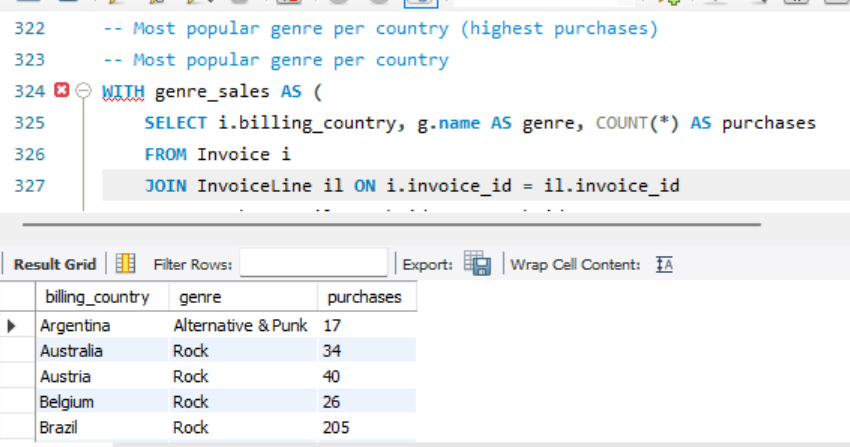 322 -- Most popular genre per country (highest purchases)
323 -- Most popular genre per country
324 WITH genre_sales AS (
325 SELECT i.billing_country, g.name AS genre, COUNT(*) AS purchases
326 FROM Invoice i
327 JOIN InvoiceLine il ON i.invoice_id = il.invoice_id
Result Grid Filter Rows: Export: Wrap Cell Content: IA
billing_country genre purchases
Argentina Alternative & Punk 17
Australia Rock 34
Austria Rock 40
Belgium Rock 26
Brazil Rock 205